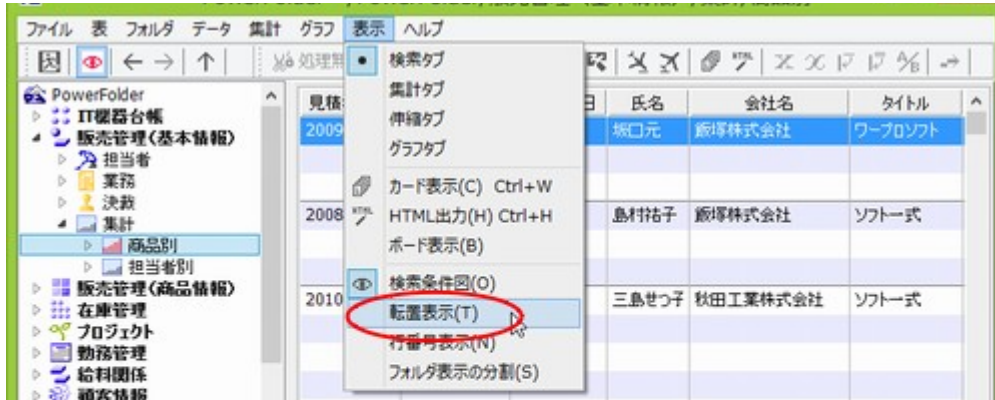 ファイル 表 フォルダ データ 集計 グラフ 表示 ヘルプ
検索タブ
集計タブ
伸縮タブ
グラフタブ
カード表示(C) Ctrl+W
HTML出力(H) Ctrl+H
ボード表示(B)
検索条件図(O)
転置表示(T)
行番号表示(N)
フォルダ表示の分割(S)
PowerFolder
IT機器台帳
販売管理(基本情報)
担当者
業務
決裁
集計
商品別
担当者別
販売管理(商品情報)
在庫管理
プロジェクト
勤務管理
給料関係
顧客情報
見積 日 氏名 会社名 タイトル
2009 坂口元 飯塚株式会社 ワープロソフト
2008 島村祐子 飯塚株式会社 ソフト一式
2010 三島せつ子 秋田工業株式会社 ソフト一式